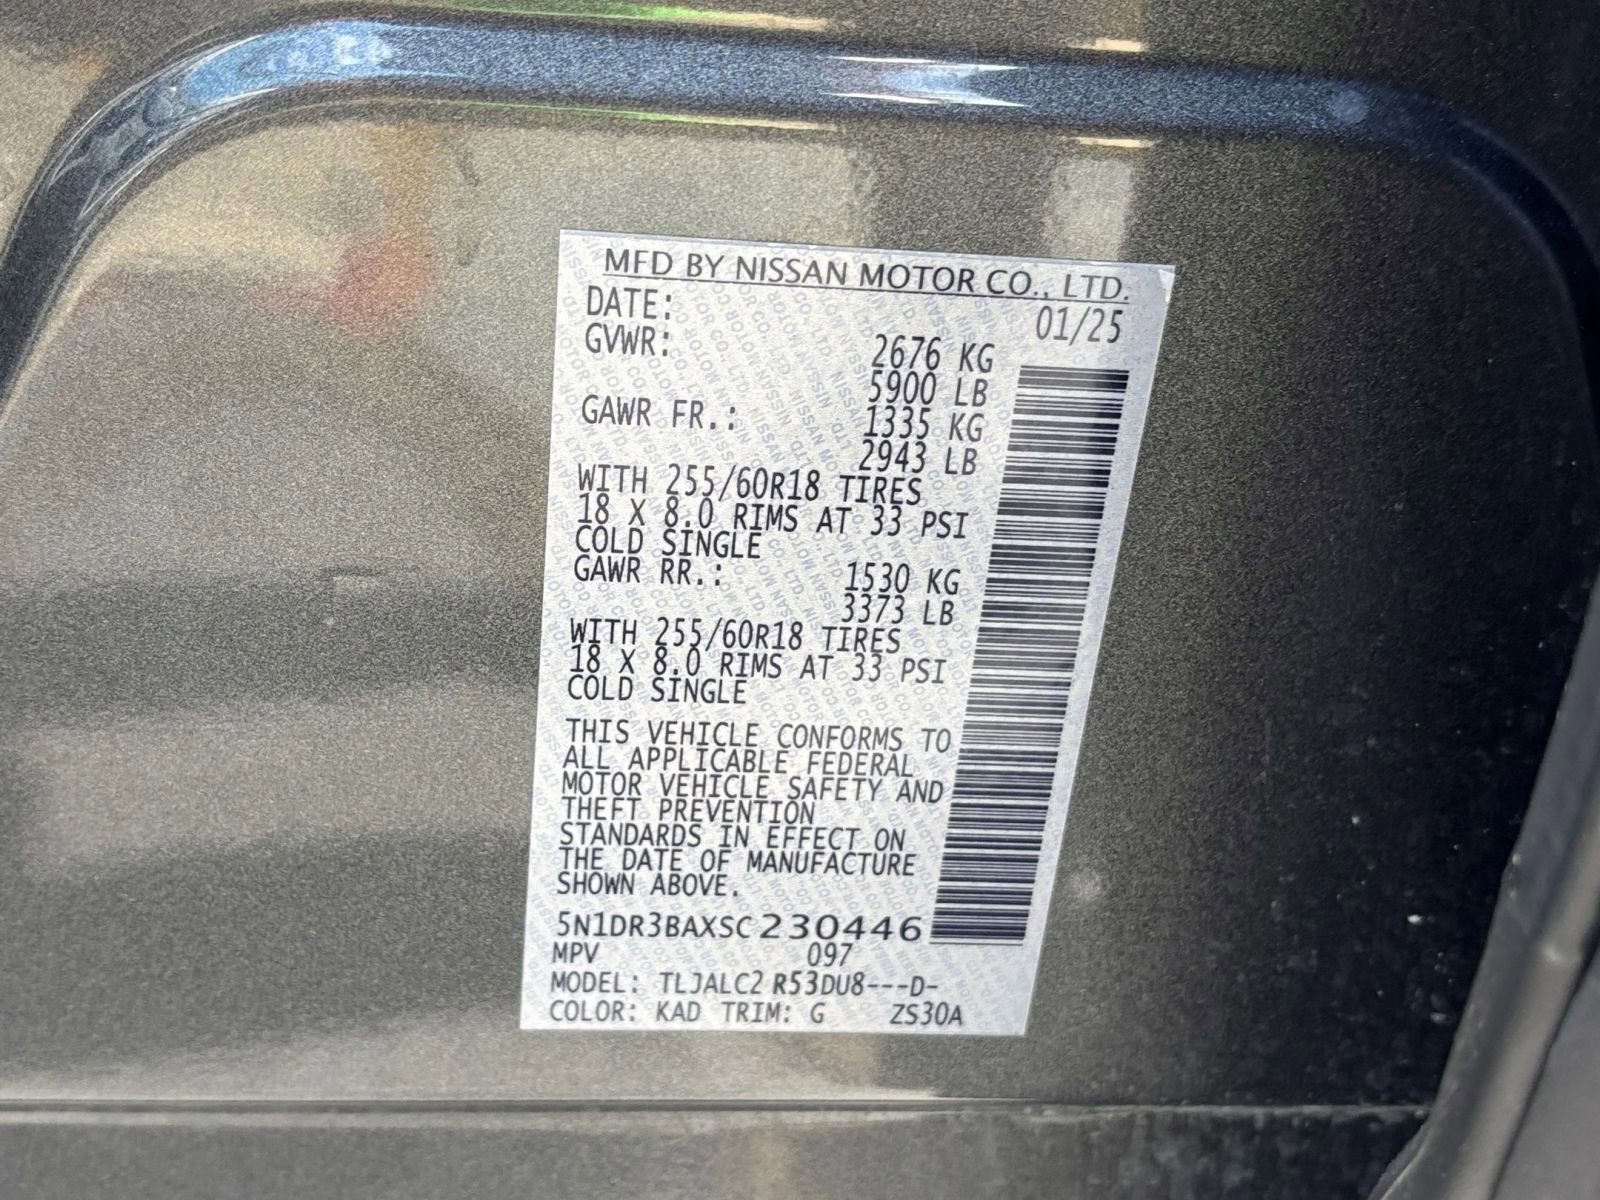 MFD BY NISSAN MOTOR CO., LTD.
DATE: 01/25
GVWR: 2676 KG
5900 LB
GAWR FR.: 1335 KG
2943 LB
WITH 255/60R18 TIRES
18 X 8.0 RIMS AT 33 PSI
COLD SINGLE
GAWR RR.: 1530 KG
3373 LB
WITH 255/60R18 TIRES
18 X 8.0 RIMS AT 33 PSI
COLD SINGLE
THIS VEHICLE CONFORMS TO
ALL APPLICABLE FEDERAL
MOTOR VEHICLE SAFETY AND
THEFT PREVENTION
STANDARDS IN EFFECT ON
THE DATE OF MANUFACTURE
SHOWN ABOVE.
5N1DR3BAXSC230446
MPV 097
MODEL: TLJALC2 R53DU8---D-
COLOR: KAD TRIM: G ZS30A